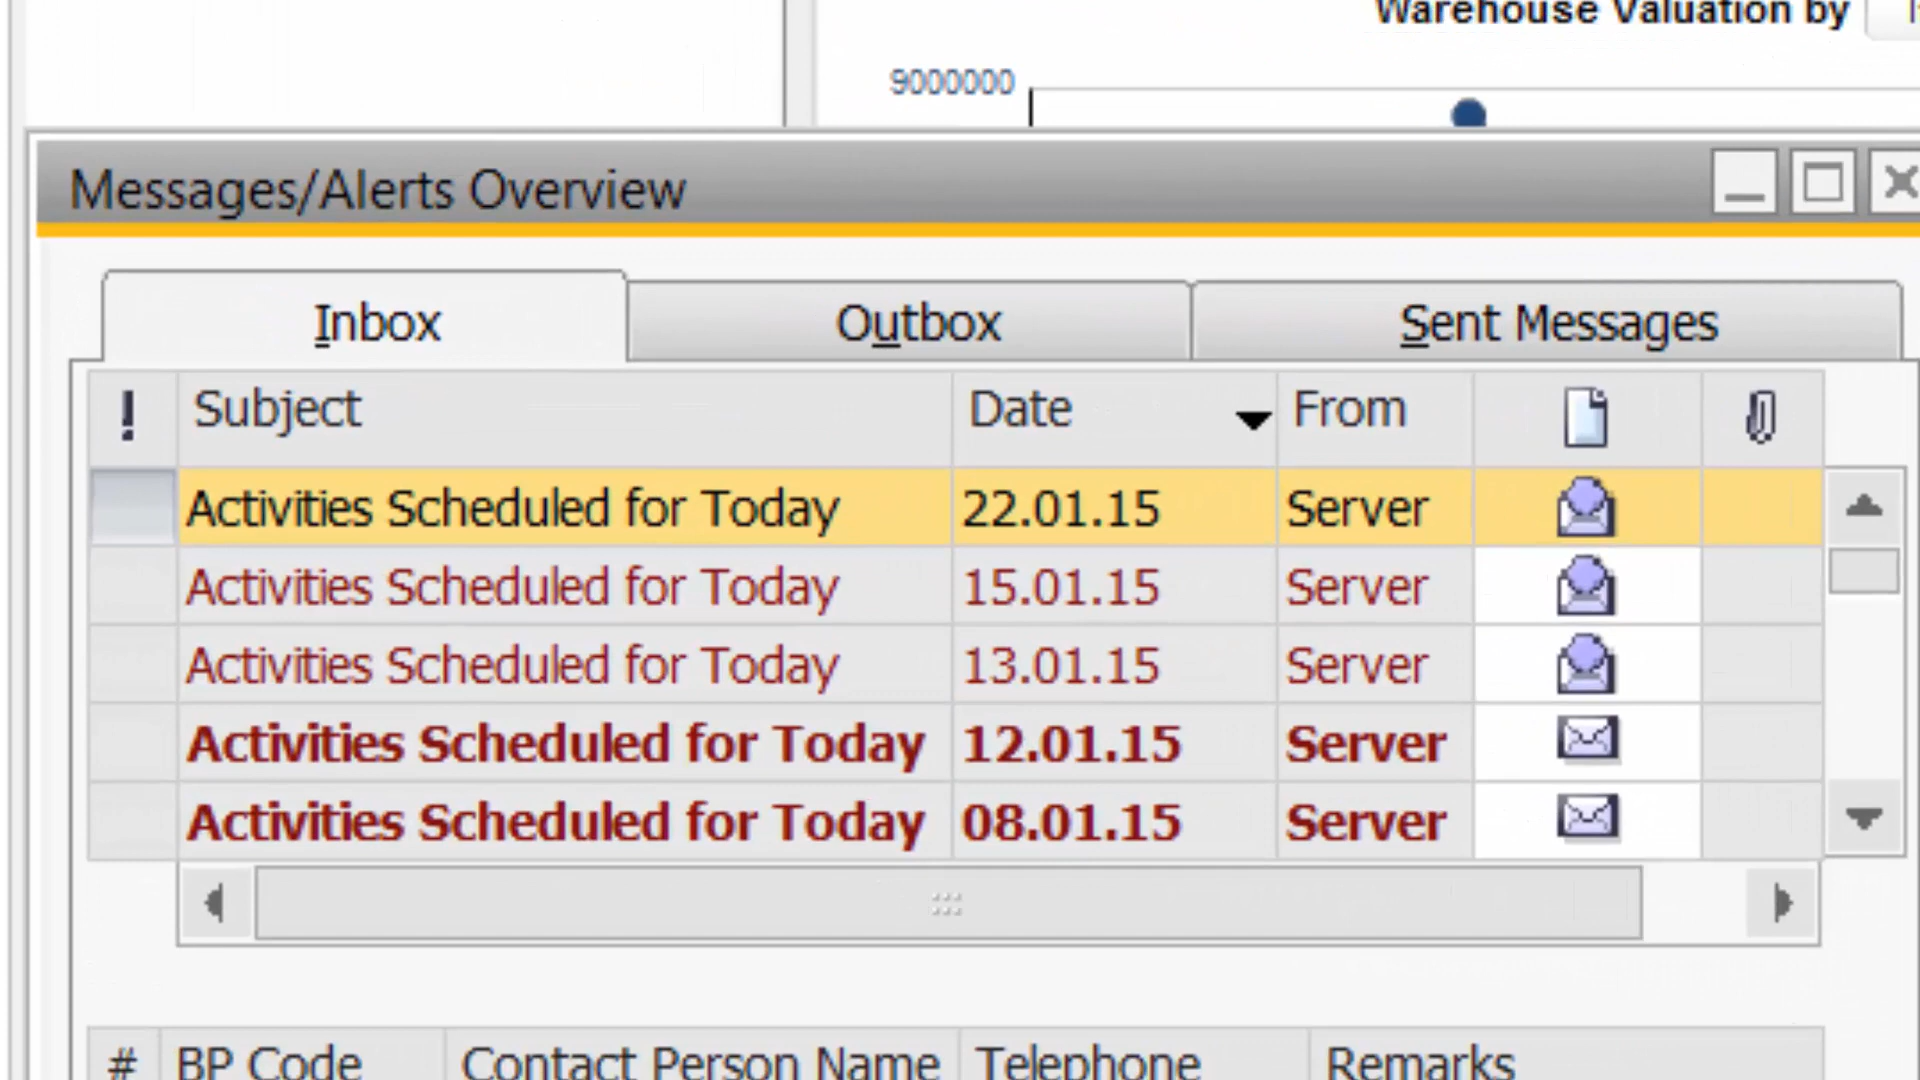 Warehouse Valuation by
9000000
Messages/Alerts Overview
Inbox Outbox Sent Messages
! Subject Date From
Activities Scheduled for Today 22.01.15 Server
Activities Scheduled for Today 15.01.15 Server
Activities Scheduled for Today 13.01.15 Server
Activities Scheduled for Today 12.01.15 Server
Activities Scheduled for Today 08.01.15 Server
# BP Code Contact Person Name Telephone Remarks